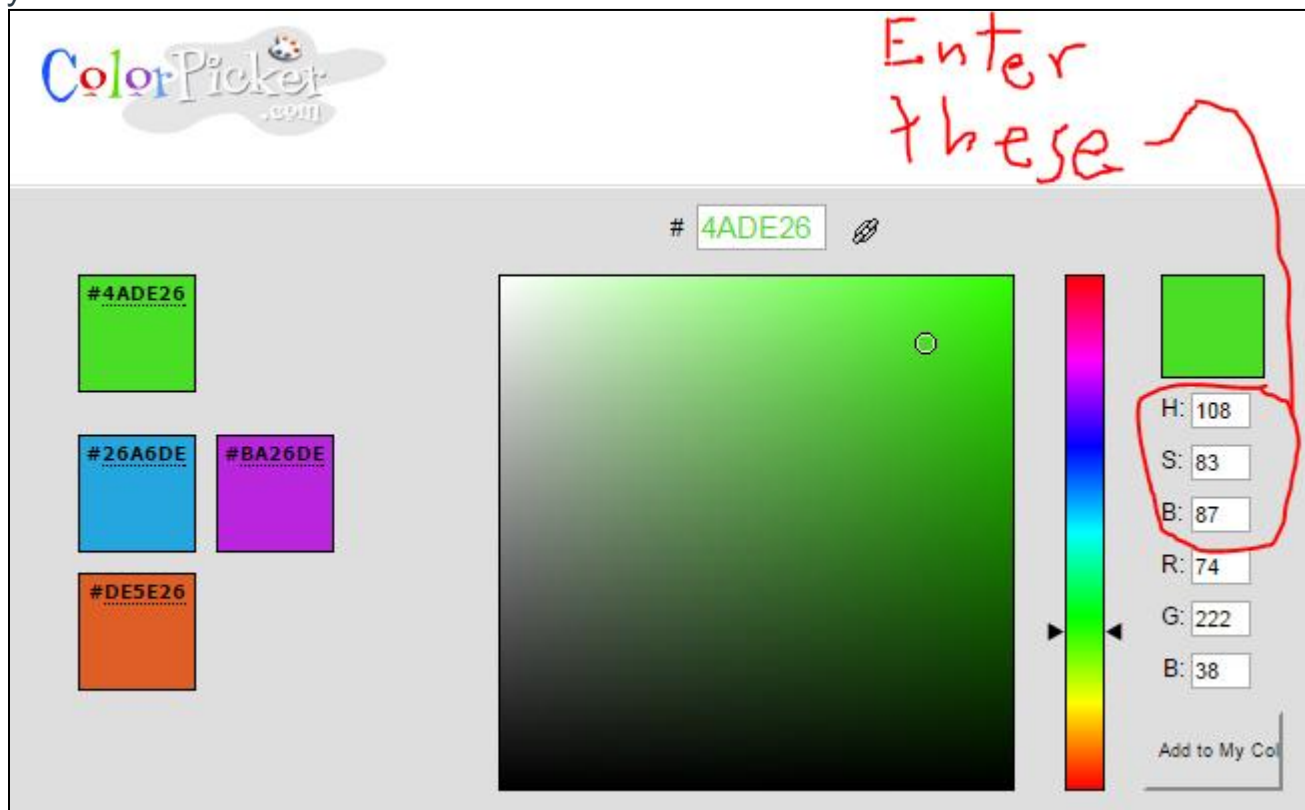 ColorPicker
.com
Enter
these
# 4ADE26
#4ADE26
#26A6DE #BA26DE
#DE5E26
H: 108
S: 83
B: 87
R: 74
G: 222
B: 38
Add to My Col